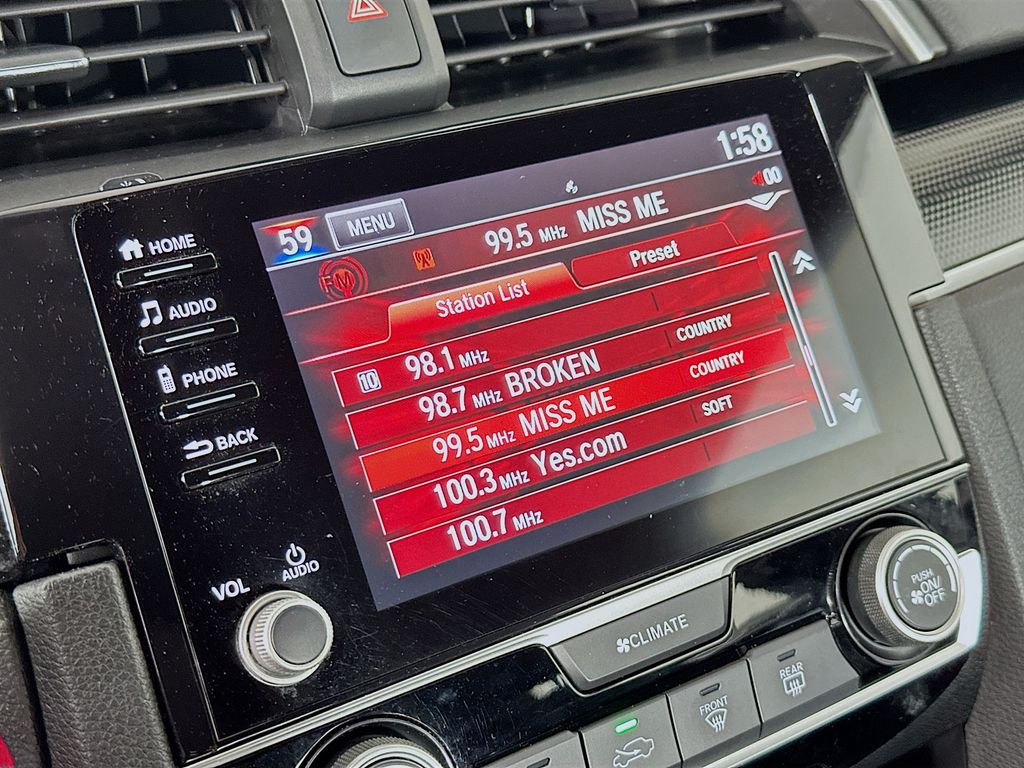 1:58
59 MENU
00
99.5 MHz MISS ME
FM
Station List Preset
10 98.1 MHz
98.7 MHz BROKEN COUNTRY
99.5 MHz MISS ME COUNTRY
100.3 MHz Yes.com SOFT
100.7 MHz
HOME
AUDIO
PHONE
BACK
VOL
AUDIO
CLIMATE
PUSH
ON/
OFF
FRONT
REAR